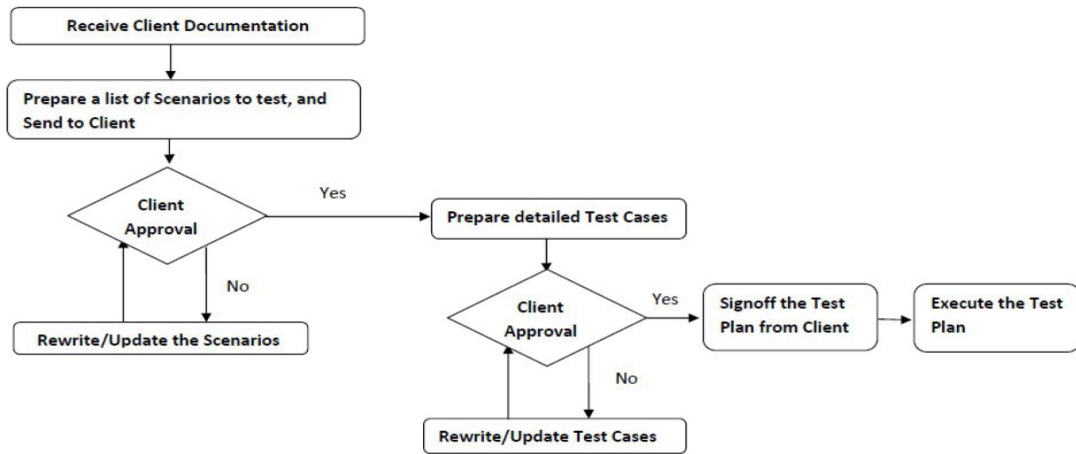 Receive Client Documentation
Prepare a list of Scenarios to test, and
Send to Client
Client
Approval
Yes
No
Rewrite/Update the Scenarios
Prepare detailed Test Cases
Client
Approval
Yes
No
Rewrite/Update Test Cases
Signoff the Test
Plan from Client
Execute the Test
Plan